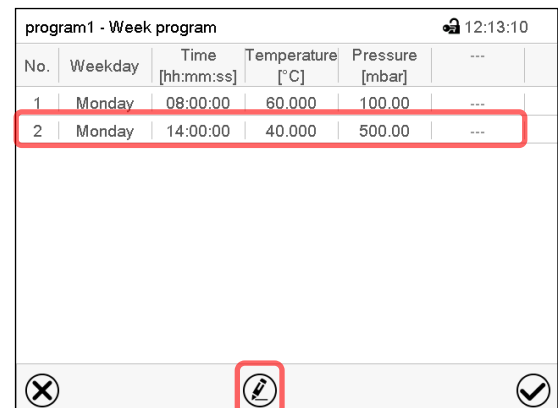 program1 - Week program 12:13:10
No. Weekday Time [hh:mm:ss] Temperature [°C] Pressure [mbar] ---
1 Monday 08:00:00 60.000 100.00 ---
2 Monday 14:00:00 40.000 500.00 ---